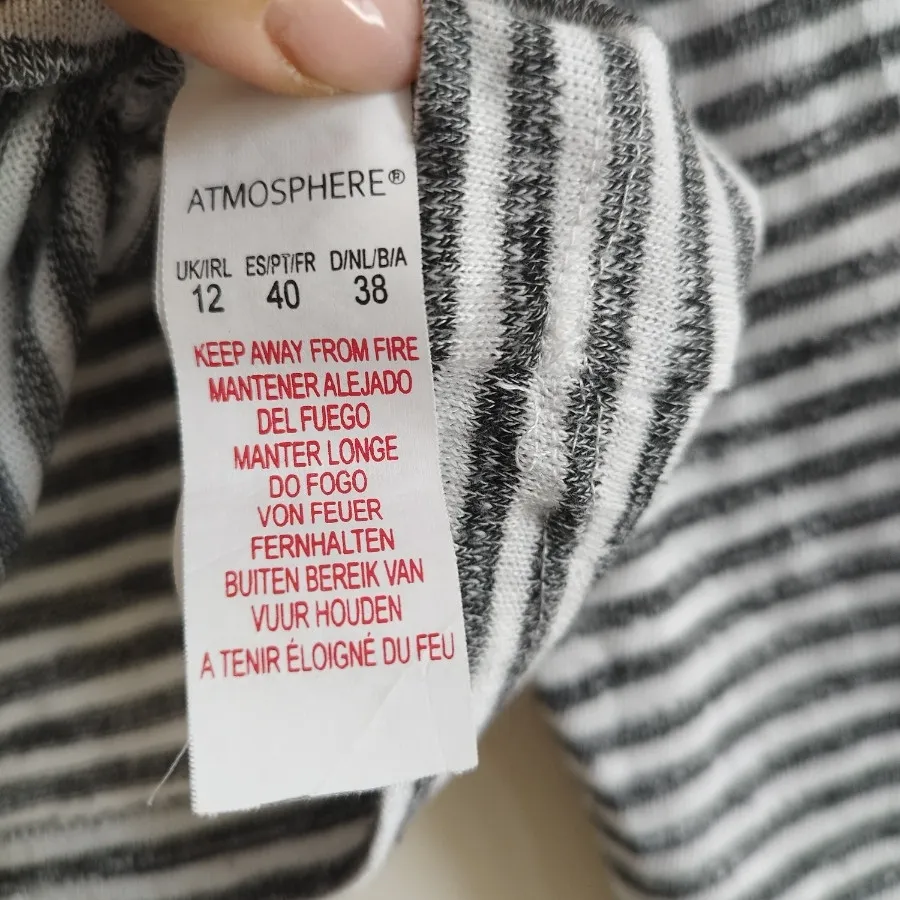 ATMOSPHERE®
UK/IRL ES/PT/FR D/NL/B/A
12 40 38
KEEP AWAY FROM FIRE
MANTENER ALEJADO
DEL FUEGO
MANTER LONGE
DO FOGO
VON FEUER
FERNHALTEN
BUITEN BEREIK VAN
VUUR HOUDEN
A TENIR ÉLOIGNÉ DU FEU